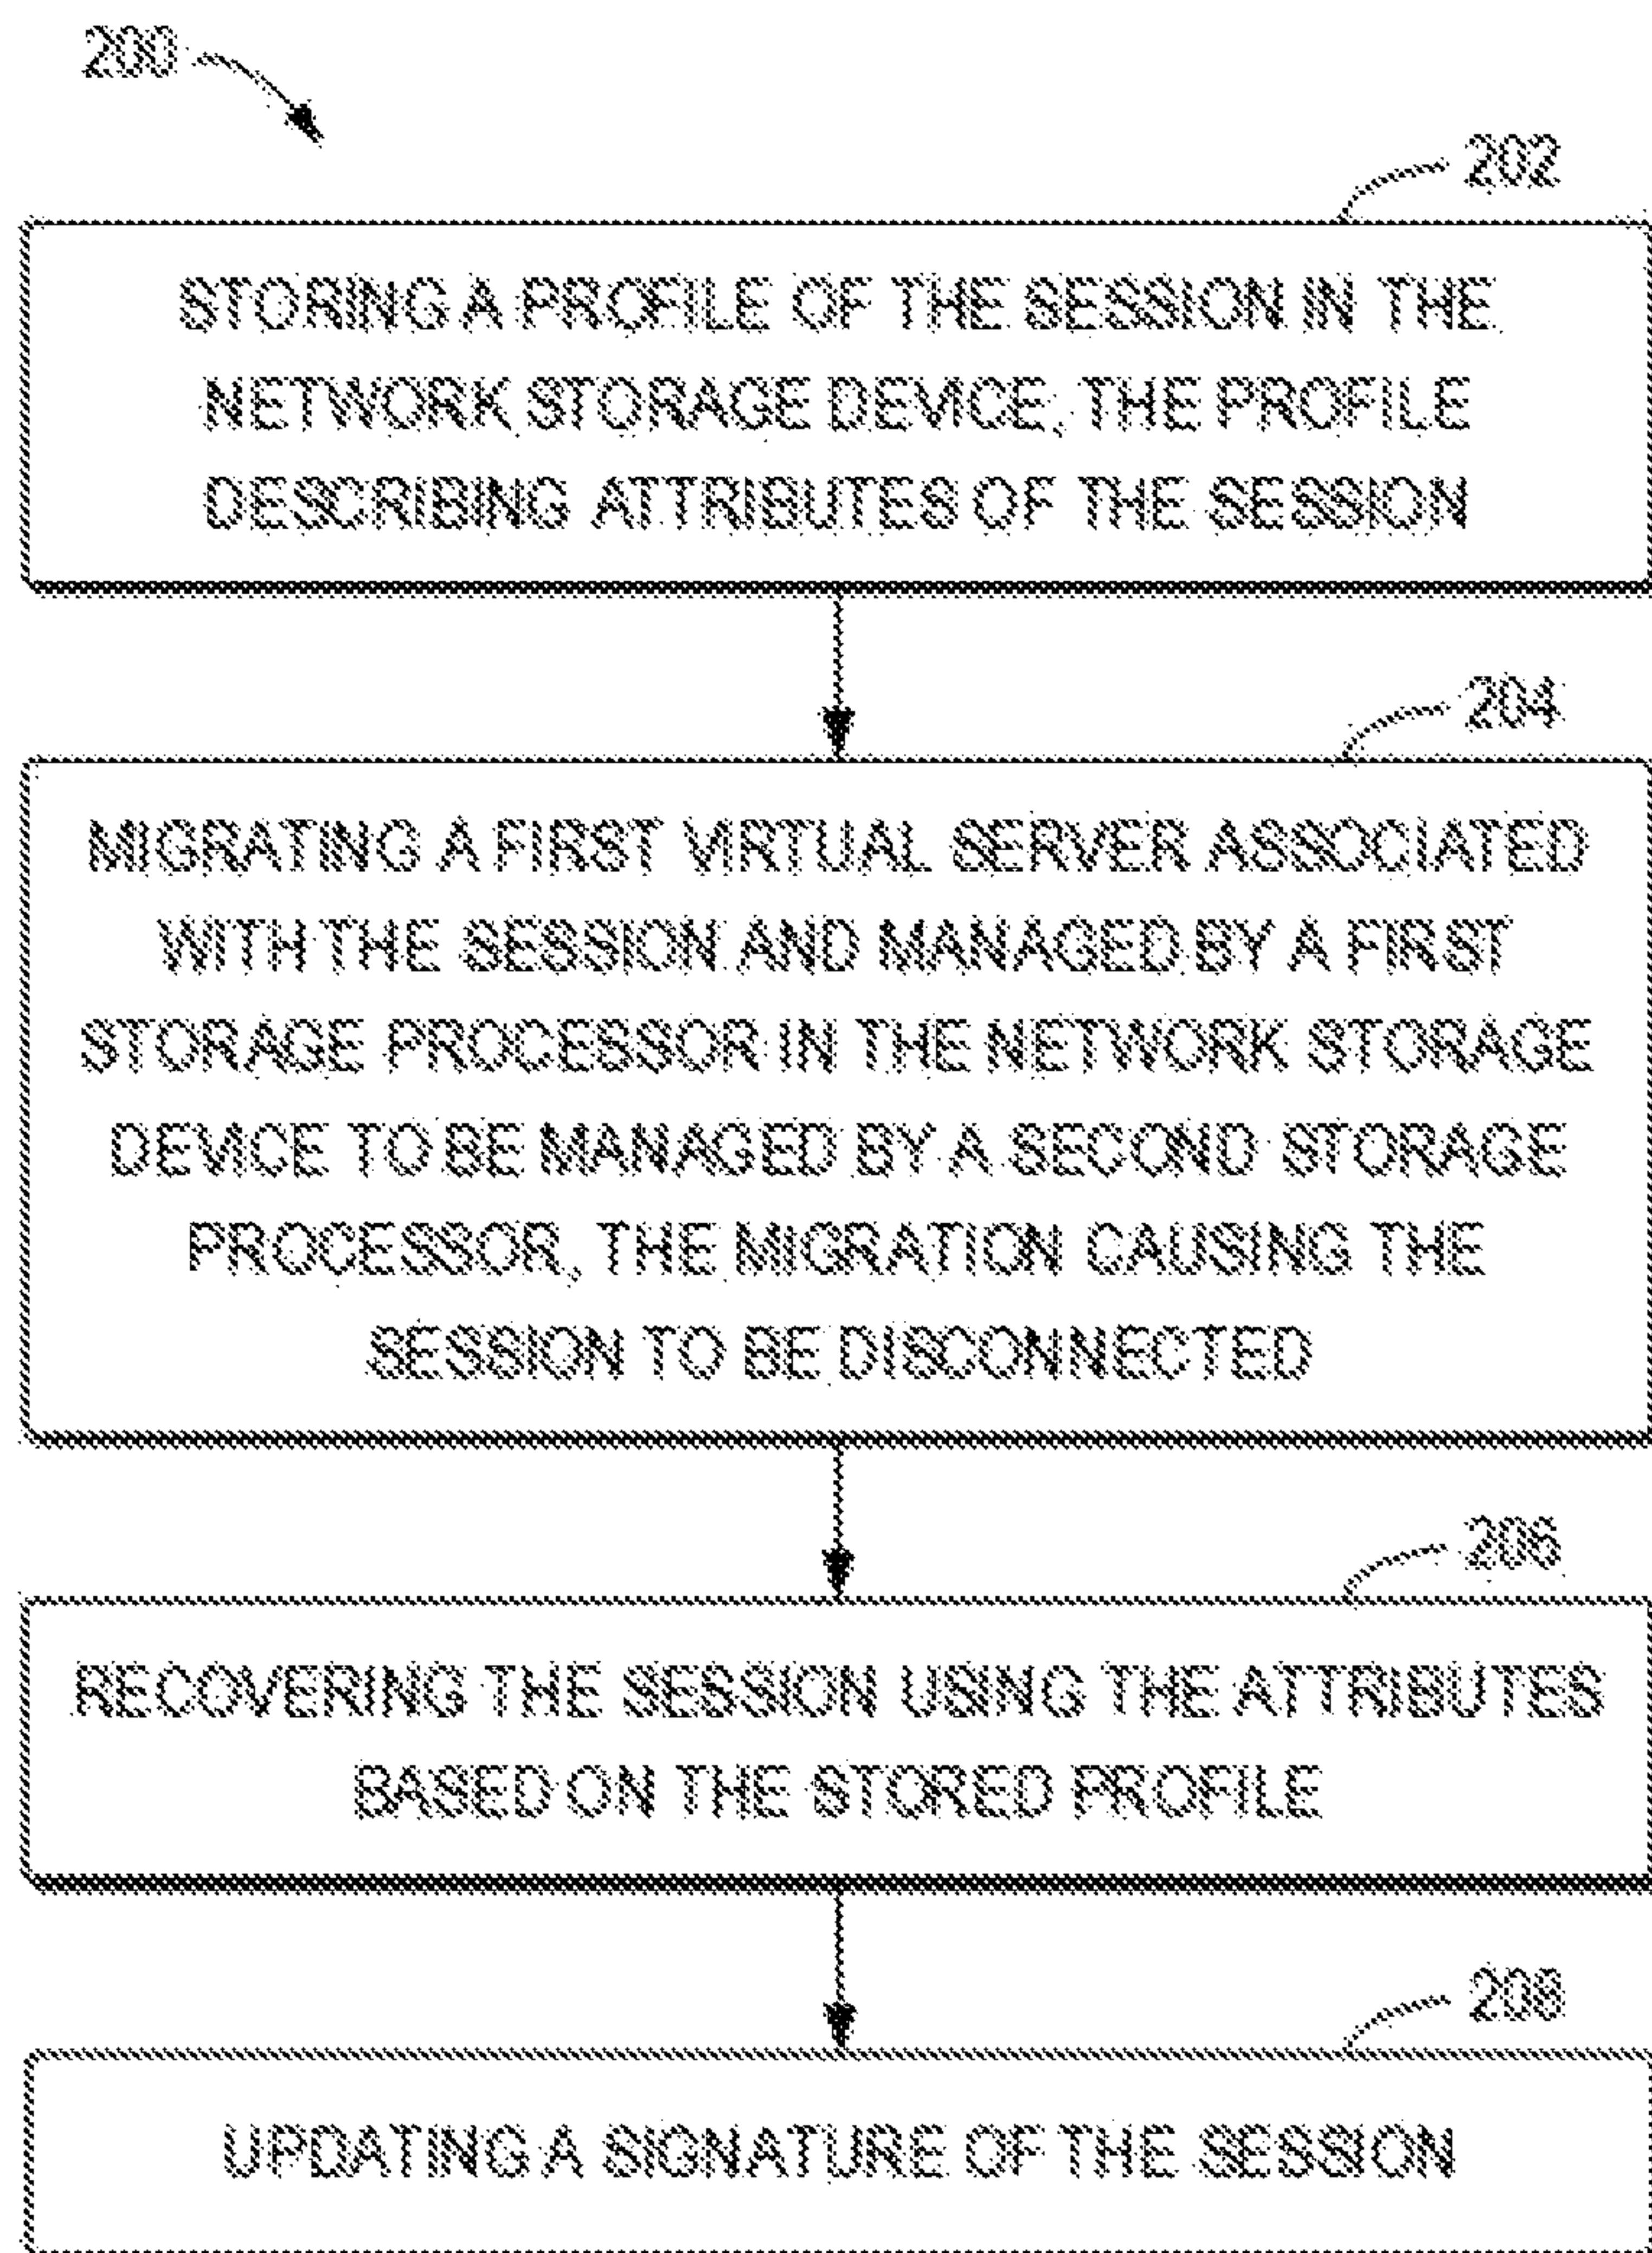 200
202
STORING A PROFILE OF THE SESSION IN THE
NETWORK STORAGE DEVICE, THE PROFILE
DESCRIBING ATTRIBUTES OF THE SESSION
204
MIGRATING A FIRST VIRTUAL SERVER ASSOCIATED
WITH THE SESSION AND MANAGED BY A FIRST
STORAGE PROCESSOR IN THE NETWORK STORAGE
DEVICE TO BE MANAGED BY A SECOND STORAGE
PROCESSOR, THE MIGRATION CAUSING THE
SESSION TO BE DISCONNECTED
206
RECOVERING THE SESSION USING THE ATTRIBUTES
BASED ON THE STORED PROFILE
208
UPDATING A SIGNATURE OF THE SESSION